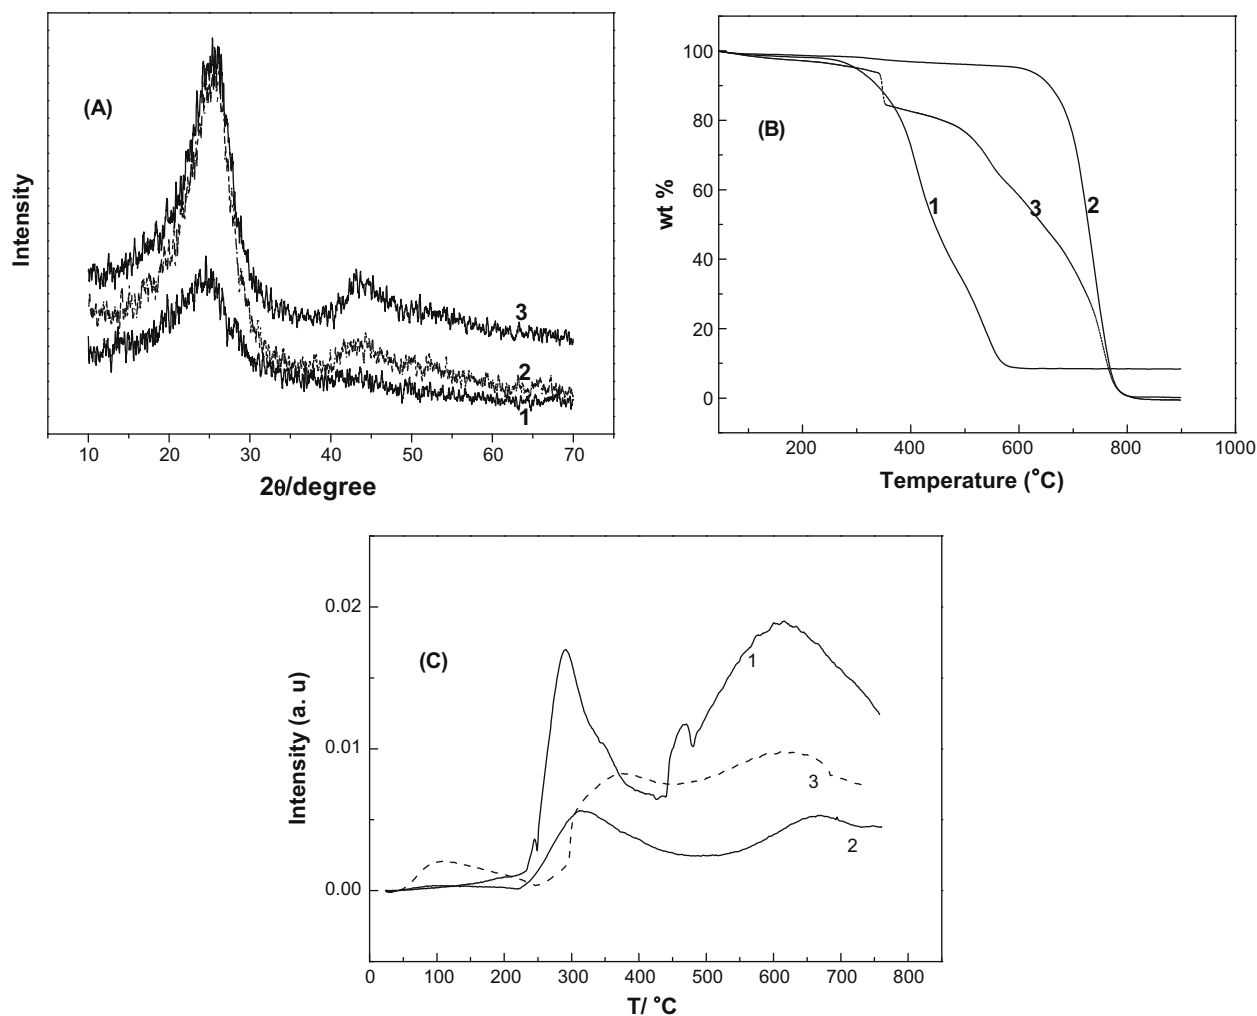 (A)
Intensity
3
2
1
10 20 30 40 50 60 70
2θ/degree
(B)
wt %
100
80
60
40
20
0
1 3 2
200 400 600 800 1000
Temperature (°C)
(C)
Intensity (a. u)
0.02
0.01
0.00
1
3
2
0 100 200 300 400 500 600 700 800
T/ °C